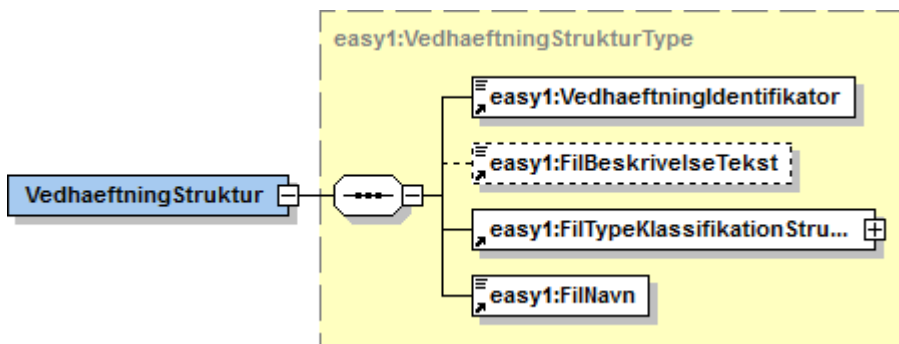 easy1:VedhaeftningStrukturType
easy1:VedhaeftningIdentifikator
easy1:FilBeskrivelseTekst
VedhaeftningStruktur
easy1:FilTypeKlassifikationStru...
easy1:FilNavn